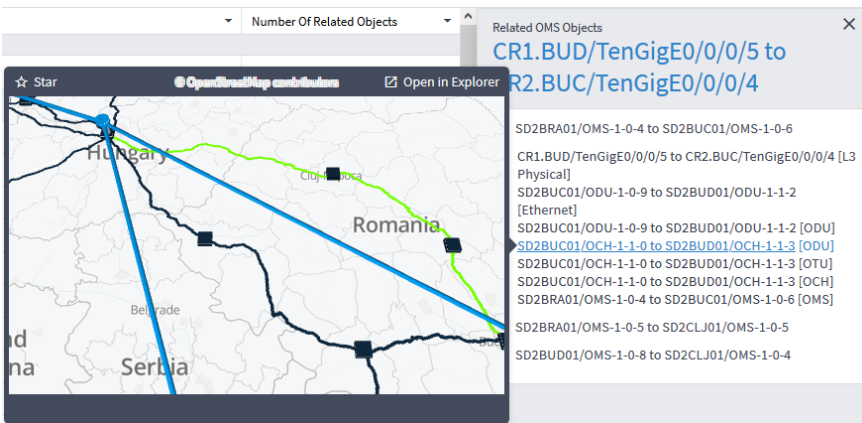 Number Of Related Objects
Related OMS Objects
CR1.BUD/TenGigE0/0/0/5 to
R2.BUC/TenGigE0/0/0/4
Star
© OpenStreetMap contributors
Open in Explorer
Hungary
Romania
Belgrade
Serbia
SD2BRA01/OMS-1-0-4 to SD2BUC01/OMS-1-0-6
CR1.BUD/TenGigE0/0/0/5 to CR2.BUC/TenGigE0/0/0/4 [L3
Physical]
SD2BUC01/ODU-1-0-9 to SD2BUD01/ODU-1-1-2
[Ethernet]
SD2BUC01/ODU-1-0-9 to SD2BUD01/ODU-1-1-2 [ODU]
SD2BUC01/OCH-1-1-0 to SD2BUD01/OCH-1-1-3 [ODU]
SD2BUC01/OCH-1-1-0 to SD2BUD01/OCH-1-1-3 [OTU]
SD2BUC01/OCH-1-1-0 to SD2BUD01/OCH-1-1-3 [OCH]
SD2BRA01/OMS-1-0-4 to SD2BUC01/OMS-1-0-6 [OMS]
SD2BRA01/OMS-1-0-5 to SD2CLJ01/OMS-1-0-5
SD2BUD01/OMS-1-0-8 to SD2CLJ01/OMS-1-0-4